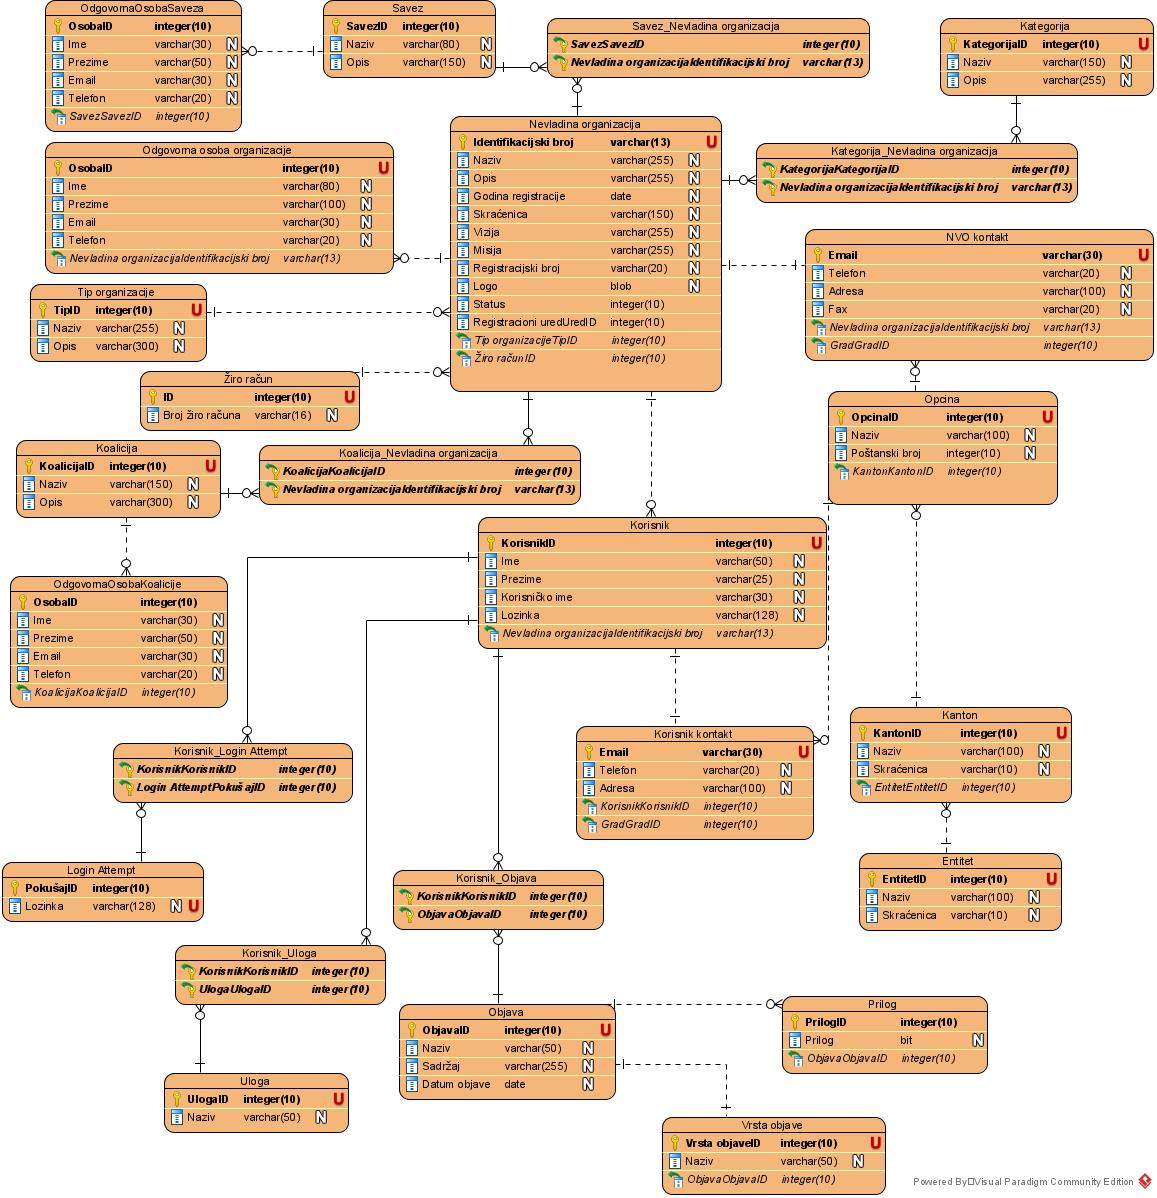 OdgovornaOsobaSaveza
OsobaID integer(10)
Ime varchar(30) N
Prezime varchar(50) N
Email varchar(30) N
Telefon varchar(20) N
SavezSavezID integer(10)
Savez
SavezID integer(10)
Naziv varchar(80) N
Opis varchar(150) N
Savez_Nevladina organizacija
SavezSavezID integer(10)
Nevladina organizacijaIdentifikacijski broj varchar(13)
Kategorija
KategorijaID integer(10) U
Naziv varchar(150) N
Opis varchar(255) N
Odgovorna osoba organizacije
OsobaID integer(10) U
Ime varchar(80) N
Prezime varchar(100) N
Email varchar(30) N
Telefon varchar(20) N
Nevladina organizacijaIdentifikacijski broj varchar(13)
Nevladina organizacija
Identifikacijski broj varchar(13) U
Naziv varchar(255) N
Opis varchar(255) N
Godina registracije date N
Skraćenica varchar(150) N
Vizija varchar(255) N
Misija varchar(255) N
Registracijski broj varchar(20) N
Logo blob N
Status integer(10)
Registracioni uredUredID integer(10)
Tip organizacijeTipID integer(10)
Žiro računID integer(10)
Kategorija_Nevladina organizacija
KategorijaKategorijaID integer(10)
Nevladina organizacijaIdentifikacijski broj varchar(13)
NVO kontakt
Email varchar(30) U
Telefon varchar(20) N
Adresa varchar(100) N
Fax varchar(20) N
Nevladina organizacijaIdentifikacijski broj varchar(13)
GradGradID integer(10)
Tip organizacije
TipID integer(10) U
Naziv varchar(255) N
Opis varchar(300) N
Žiro račun
ID integer(10) U
Broj žiro računa varchar(16) N
Opcina
OpcinaID integer(10) U
Naziv varchar(100) N
Poštanski broj integer(10) N
KantonKantonID integer(10)
Koalicija
KoalicijaID integer(10) U
Naziv varchar(150) N
Opis varchar(300) N
Koalicija_Nevladina organizacija
KoalicijaKoalicijaID integer(10)
Nevladina organizacijaIdentifikacijski broj varchar(13)
Korisnik
KorisnikID integer(10) U
Ime varchar(50) N
Prezime varchar(25) N
Korisničko ime varchar(30) N
Lozinka varchar(128) N
Nevladina organizacijaIdentifikacijski broj varchar(13)
OdgovornaOsobaKoalicije
OsobaID integer(10)
Ime varchar(30) N
Prezime varchar(50) N
Email varchar(30) N
Telefon varchar(20) N
KoalicijaKoalicijaID integer(10)
Korisnik kontakt
Email varchar(30) U
Telefon varchar(20) N
Adresa varchar(100) N
KorisnikKorisnikID integer(10)
GradGradID integer(10)
Kanton
KantonID integer(10) U
Naziv varchar(100) N
Skraćenica varchar(10) N
EntitetEntitetID integer(10)
Korisnik_Login Attempt
KorisnikKorisnikID integer(10)
Login AttemptPokušajID integer(10)
Entitet
EntitetID integer(10) U
Naziv varchar(100) N
Skraćenica varchar(10) N
Login Attempt
PokušajID integer(10)
Lozinka varchar(128) N U
Korisnik_Objava
KorisnikKorisnikID integer(10)
ObjavaObjavaID integer(10)
Korisnik_Uloga
KorisnikKorisnikID integer(10)
UlogaUlogaID integer(10)
Objava
ObjavaID integer(10) U
Naziv varchar(50) N
Sadržaj varchar(255) N
Datum objave date N
Prilog
PrilogID integer(10)
Prilog bit N
ObjavaObjavaID integer(10)
Uloga
UlogaID integer(10) U
Naziv varchar(50) N
Vrsta objave
Vrsta objaveID integer(10) U
Naziv varchar(50) N
ObjavaObjavaID integer(10)
Powered By Visual Paradigm Community Edition